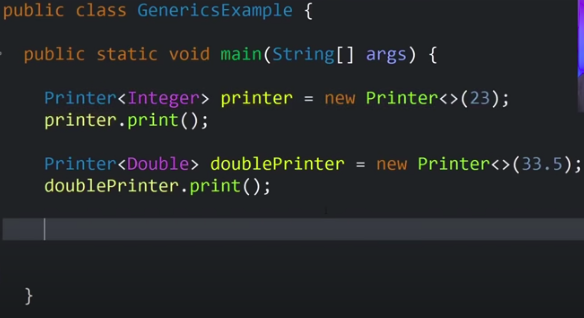 public class GenericsExample {
public static void main(String[] args) {
Printer<Integer> printer = new Printer<>(23);
printer.print();
Printer<Double> doublePrinter = new Printer<>(33.5);
doublePrinter.print();
}